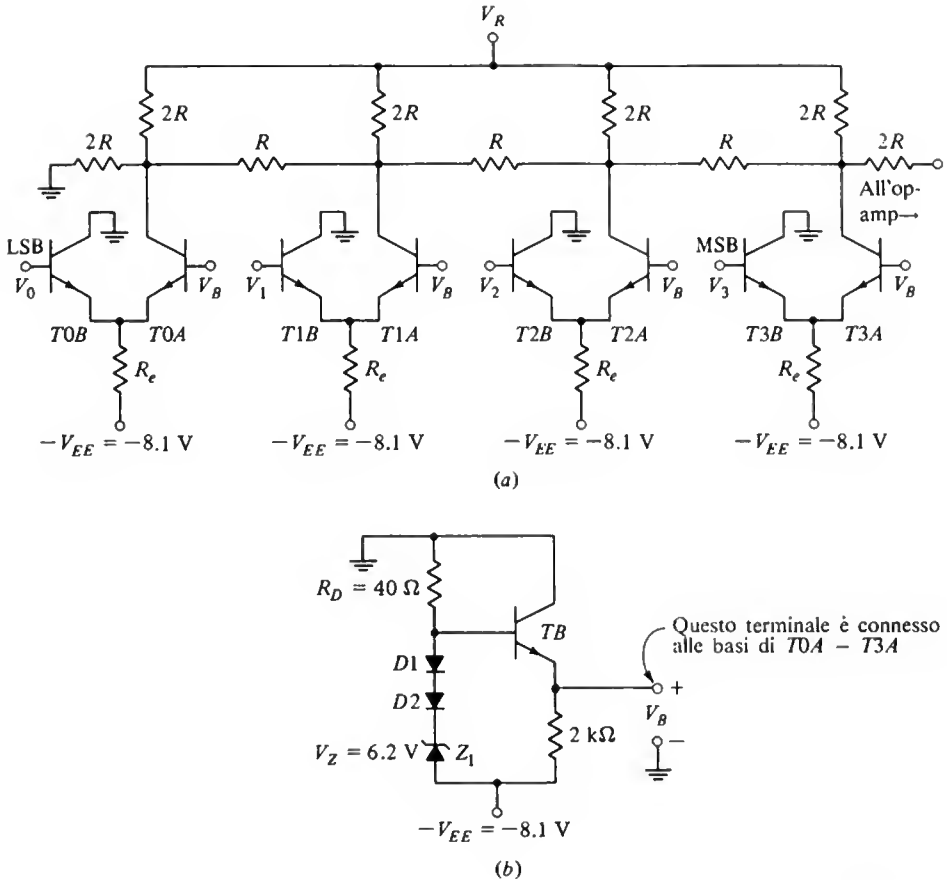 V_R
2R 2R 2R 2R
2R R R R 2R
All'op-
amp→
LSB MSB
V_0 V_B V_1 V_B V_2 V_B V_3 V_B
T0B T0A T1B T1A T2B T2A T3B T3A
R_e R_e R_e R_e
−V_EE = −8.1 V −V_EE = −8.1 V −V_EE = −8.1 V −V_EE = −8.1 V
(a)
R_D = 40 Ω
TB
Questo terminale è connesso
alle basi di T0A − T3A
D1
D2
+
V_B
−
2 kΩ
V_Z = 6.2 V Z_1
−V_EE = −8.1 V
(b)